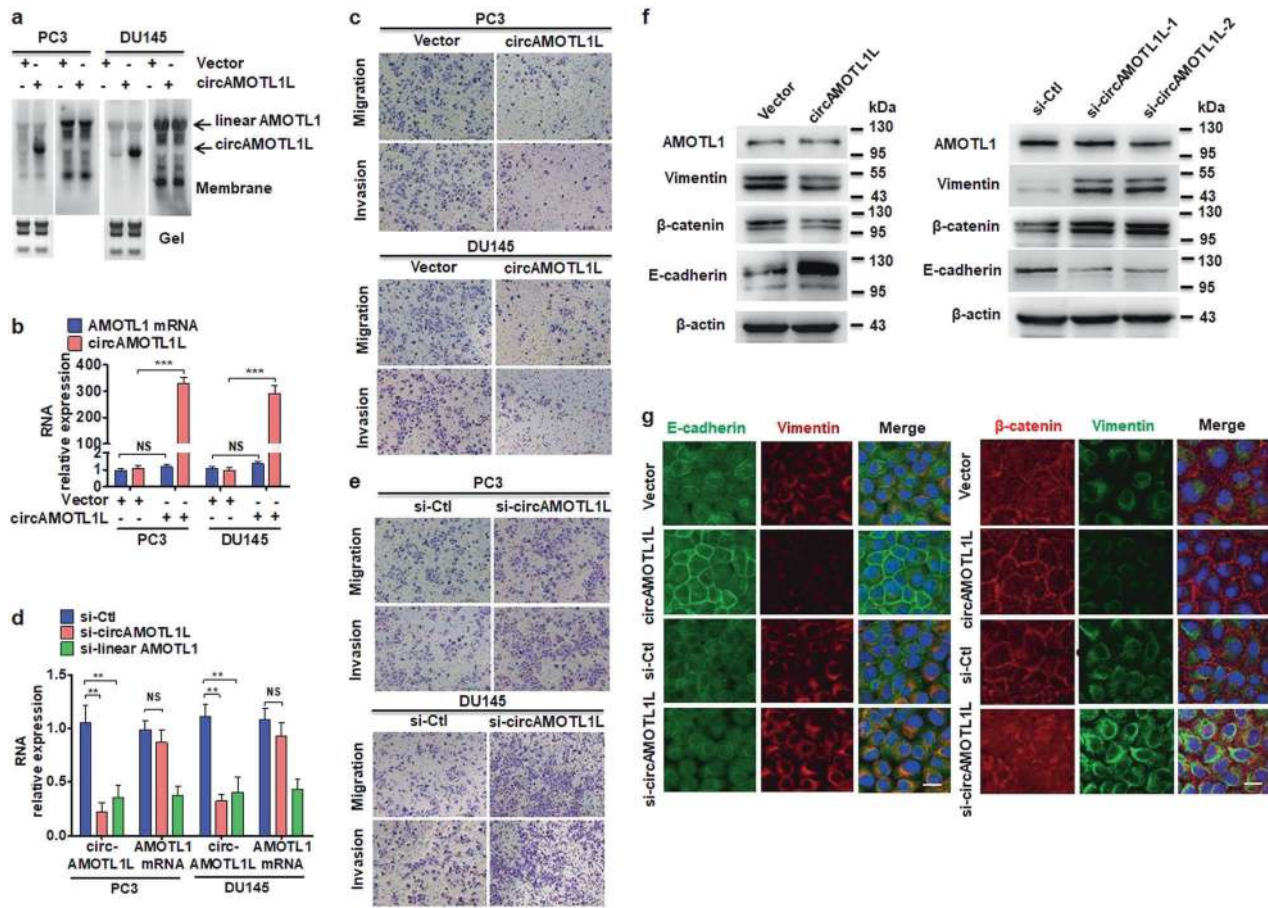 a
PC3 DU145
+ - + - + - + - Vector
- + - + - + - + circAMOTL1L
linear AMOTL1
circAMOTL1L
Membrane
Gel
b
AMOTL1 mRNA
circAMOTL1L
RNA
relative expression
400
300
200
100
2
1
0
*** ***
NS NS
Vector + + - - + + - -
circAMOTL1L - - + + - - + +
PC3 DU145
d
si-Ctl
si-circAMOTL1L
si-linear AMOTL1
RNA
relative expression
1.5
1.0
0.5
0.0
** ** NS ** ** NS
circ- AMOTL1 circ- AMOTL1
AMOTL1L mRNA AMOTL1L mRNA
PC3 DU145
c
PC3
Vector circAMOTL1L
Migration
Invasion
DU145
Vector circAMOTL1L
Migration
Invasion
e
PC3
si-Ctl si-circAMOTL1L
Migration
Invasion
DU145
si-Ctl si-circAMOTL1L
Migration
Invasion
f
Vector circAMOTL1L kDa
AMOTL1 130
95
Vimentin 55
43
β-catenin 130
95
E-cadherin 130
95
β-actin 43
si-Ctl si-circAMOTL1L-1 si-circAMOTL1L-2 kDa
AMOTL1 130
95
Vimentin 55
43
β-catenin 130
95
E-cadherin 130
95
β-actin 43
g
E-cadherin Vimentin Merge
Vector
circAMOTL1L
si-Ctl
si-circAMOTL1L
β-catenin Vimentin Merge
Vector
circAMOTL1L
si-Ctl
si-circAMOTL1L